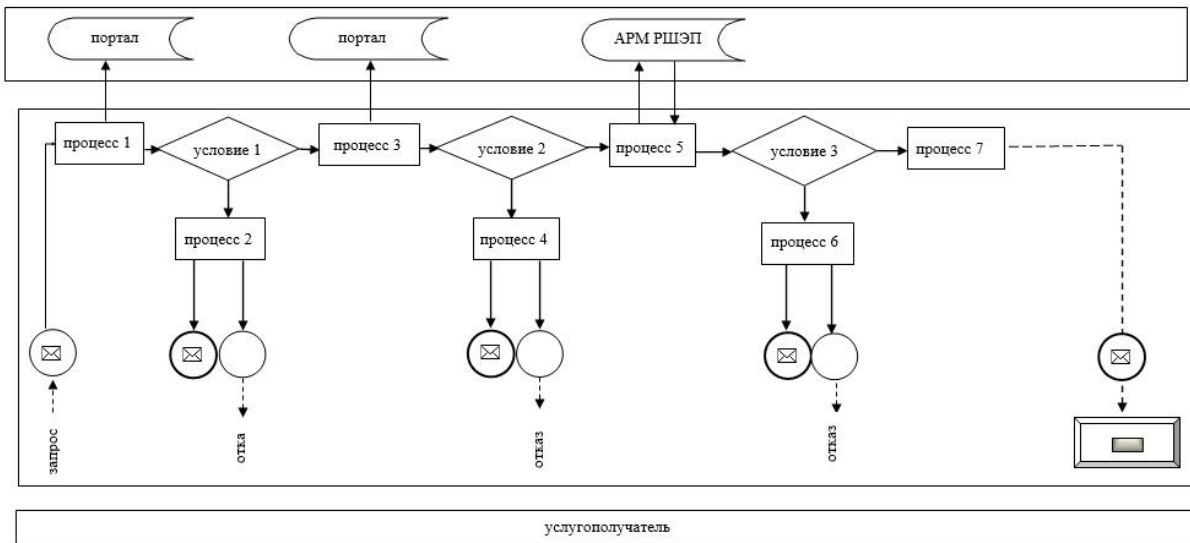 портал
портал
АРМ РШЭП
процесс 1
условие 1
процесс 3
условие 2
процесс 5
условие 3
процесс 7
процесс 2
процесс 4
процесс 6
запрос
отка
отказ
отказ
услугополучатель